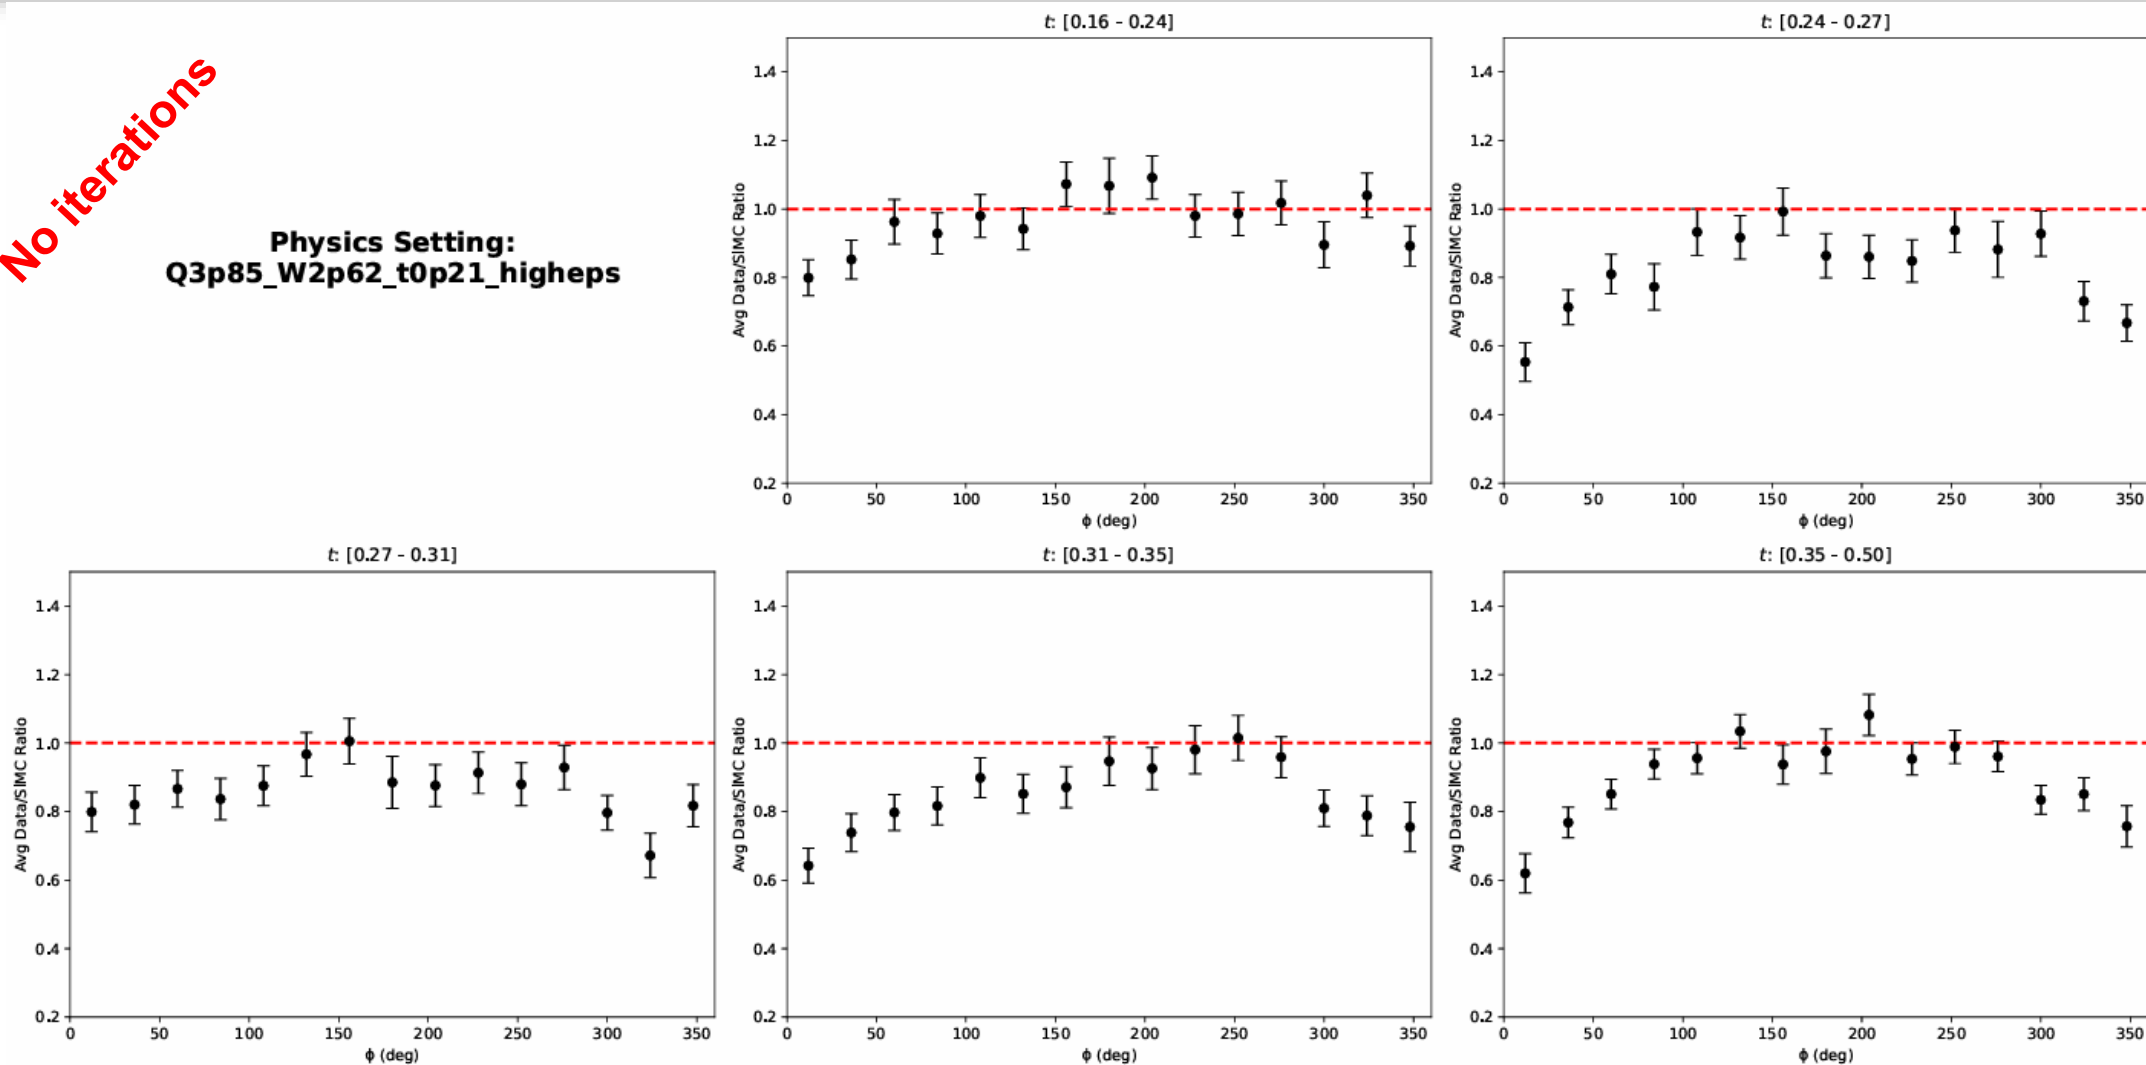 No iterations
Physics Setting:
Q3p85_W2p62_t0p21_higheps
t: [0.16 - 0.24]
Avg Data/SIMC Ratio
1.4
1.2
1.0
0.8
0.6
0.4
0.2
0 50 100 150 200 250 300 350
ϕ (deg)
t: [0.24 - 0.27]
Avg Data/SIMC Ratio
1.4
1.2
1.0
0.8
0.6
0.4
0.2
0 50 100 150 200 250 300 350
ϕ (deg)
t: [0.27 - 0.31]
Avg Data/SIMC Ratio
1.4
1.2
1.0
0.8
0.6
0.4
0.2
0 50 100 150 200 250 300 350
ϕ (deg)
t: [0.31 - 0.35]
Avg Data/SIMC Ratio
1.4
1.2
1.0
0.8
0.6
0.4
0.2
0 50 100 150 200 250 300 350
ϕ (deg)
t: [0.35 - 0.50]
Avg Data/SIMC Ratio
1.4
1.2
1.0
0.8
0.6
0.4
0.2
0 50 100 150 200 250 300 350
ϕ (deg)